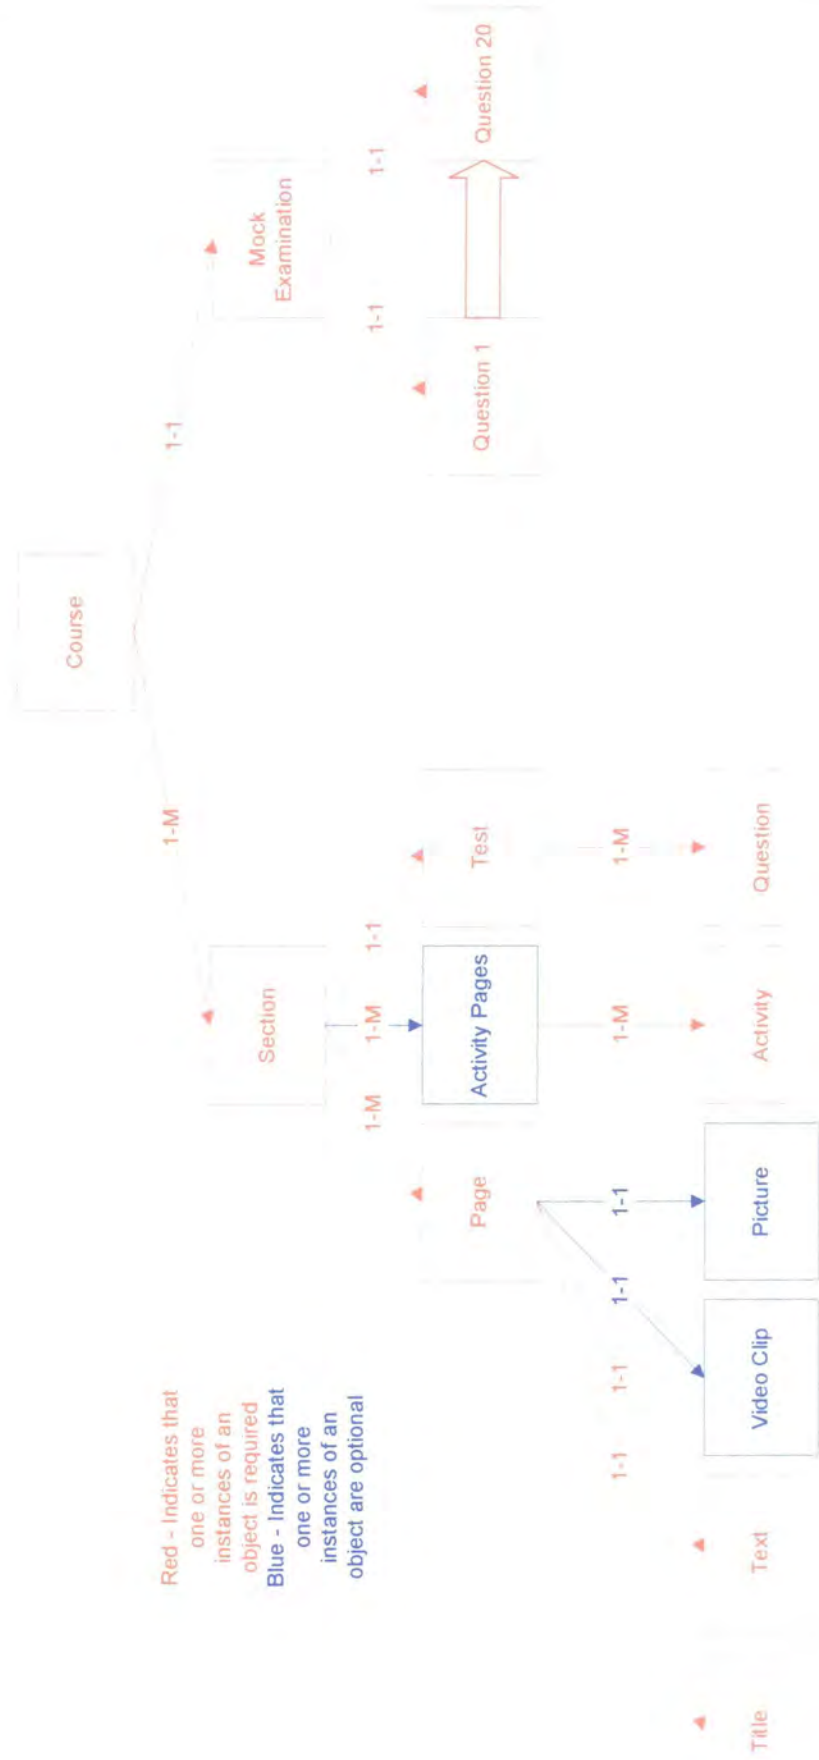 Course
1-M
1-1
Red - Indicates that
one or more
instances of an
object is required
Blue - Indicates that
one or more
instances of an
object are optional
Section
Mock
Examination
1-M
1-M
1-1
1-1
1-1
Page
Activity Pages
Test
Question 1
Question 20
1-1
1-1
1-1
1-1
1-M
1-M
Title
Text
Video Clip
Picture
Activity
Question